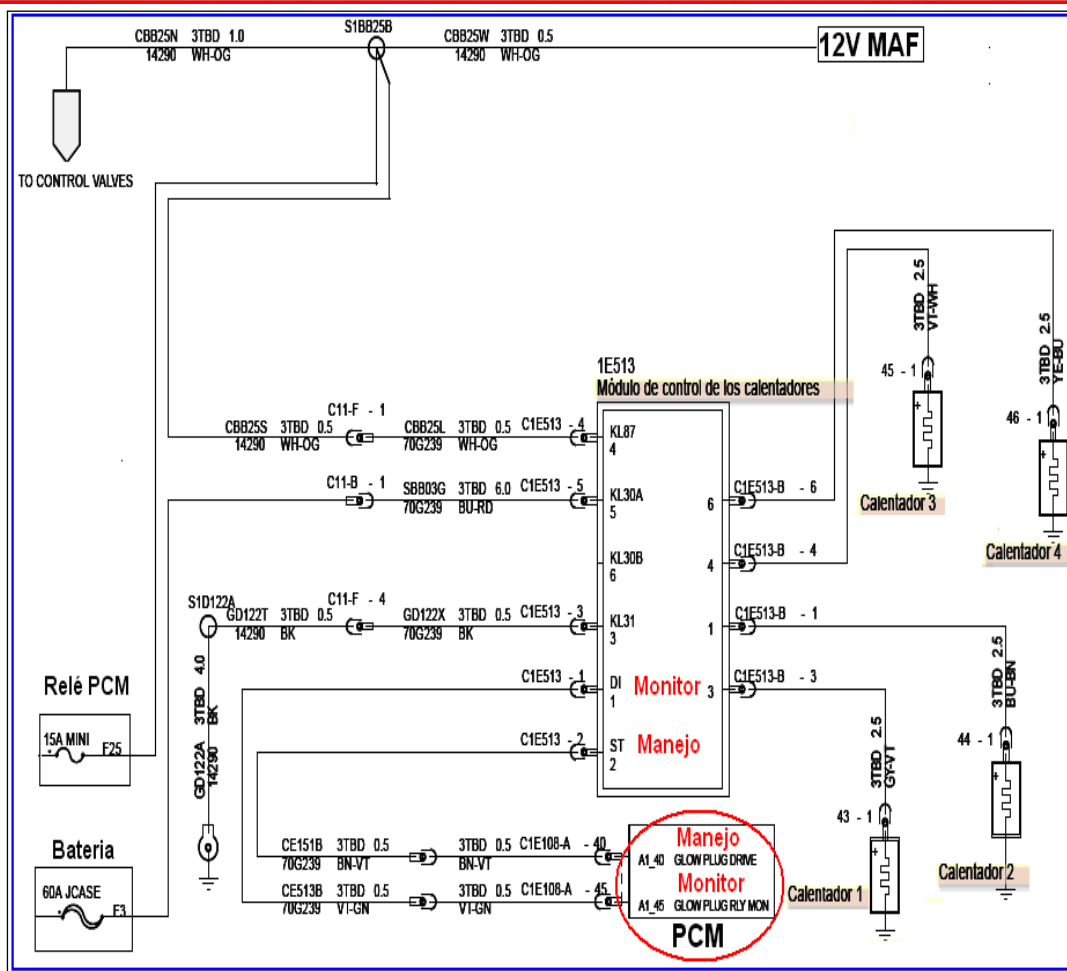 S1BB25B
CBB25N 3TBD 1.0
14290 WH-OG
CBB25W 3TBD 0.5
14290 WH-OG
12V MAF
TO CONTROL VALVES
3TBD 2.5
VT-WH
3TBD 2.5
YE-BU
45 - 1
46 - 1
Calentador 3
Calentador 4
1E513
Módulo de control de los calentadores
CBB25S 3TBD 0.5
14290 WH-OG
C11-F - 1
CBB25L 3TBD 0.5
70G239 WH-OG
C1E513 - 4
KL87
4
C11-B - 1
SBB03G 3TBD 6.0
70G239 BU-RD
C1E513 - 5
KL30A
5
6
C1E513-B - 6
KL30B
6
4
C1E513-B - 4
S1D122A
GD122T 3TBD 0.5
14290 BK
C11-F - 4
GD122X 3TBD 0.5
70G239 BK
C1E513 - 3
KL31
3
1
C1E513-B - 1
C1E513 - 1
DI
1
Monitor
3
C1E513-B - 3
C1E513 - 2
ST
2
Manejo
3TBD 2.5
GY-VT
3TBD 2.5
BU-BN
43 - 1
44 - 1
Calentador 1
Calentador 2
Relé PCM
15A MINI
F25
GD122A 3TBD 4.0
14290 BK
Bateria
60A JCASE
F3
CE151B 3TBD 0.5
70G239 BN-VT
3TBD 0.5
BN-VT
C1E108-A - 40
Manejo
A1_40 GLOW PLUG DRIVE
CE513B 3TBD 0.5
70G239 VT-GN
3TBD 0.5
VT-GN
C1E108-A - 45
Monitor
A1_45 GLOW PLUG RLY MON
PCM